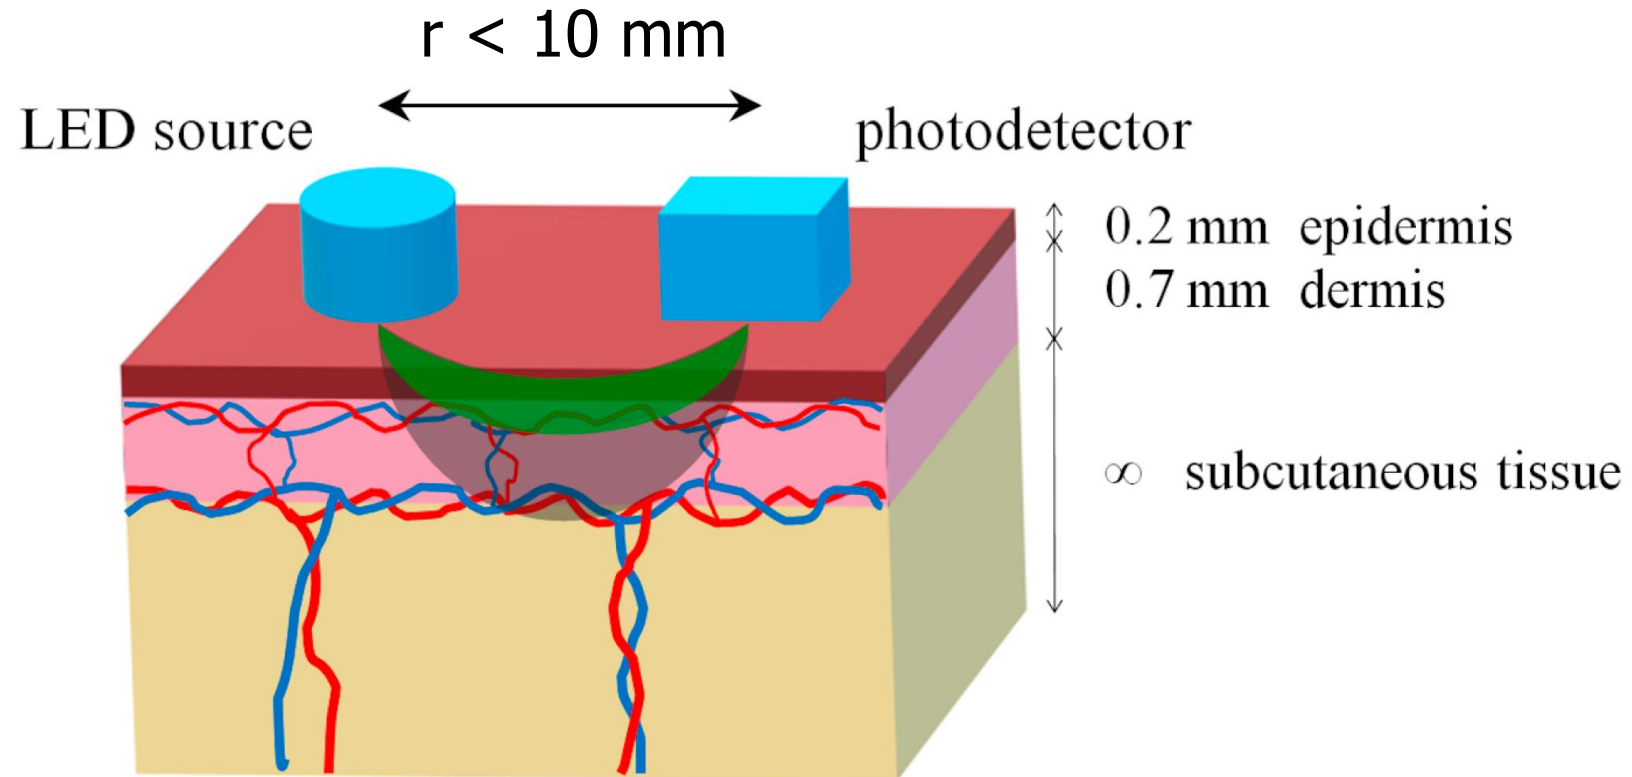 r < 10 mm
LED source
photodetector
0.2 mm epidermis
0.7 mm dermis
∞ subcutaneous tissue